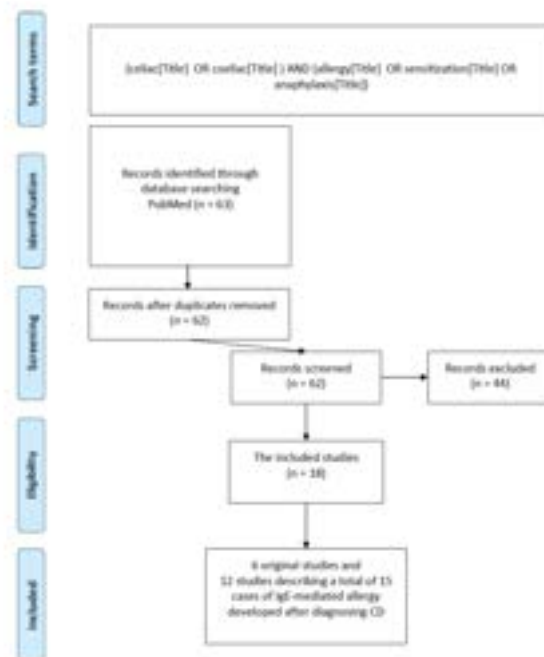 Search terms
(celiac[Title] OR coeliac[Title] ) AND (allergy[Title] OR sensitization[Title] OR
anaphylaxis[Title])
Identification
Records identified through
database searching
PubMed (n = 63)
Screening
Records after duplicates removed
(n = 62)
Records screened
(n = 62)
Records excluded
(n = 44)
Eligibility
The included studies
(n = 18)
Included
6 original studies and
12 studies describing a total of 15
cases of IgE-mediated allergy
developed after diagnosing CD